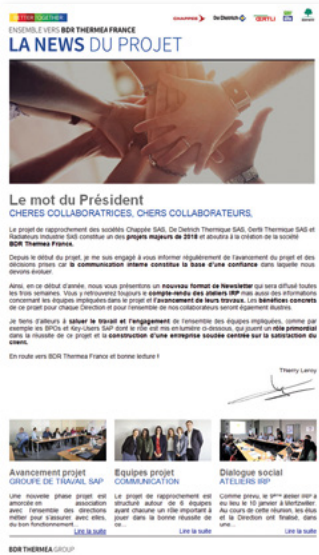 BETTER TOGETHER
CHAPPEE De Dietrich OERTLI
ENSEMBLE VERS BDR THERMEA FRANCE
LA NEWS DU PROJET
Le mot du Président
CHERES COLLABORATRICES, CHERS COLLABORATEURS,
Le projet de rapprochement des sociétés Chappée SAS, De Dietrich Thermique SAS, Oertli Thermique SAS et
Radiateurs Industrie SAS constitue un des projets majeurs de 2018 et aboutira à la création de la société
BDR Thermea France.
Depuis le début du projet, je me suis engagé à vous informer régulièrement de l'avancement du projet et des
décisions prises car la communication interne constitue la base d'une confiance dans laquelle nous
devons évoluer.
Ainsi, en ce début d'année, nous vous présentons un nouveau format de Newsletter qui sera diffusé toutes
les trois semaines. Vous y retrouverez toujours le compte-rendu des ateliers IRP mais aussi des informations
concernant les équipes impliquées dans le projet et l'avancement de leurs travaux. Les bénéfices concrets
de ce projet pour chaque Direction et pour l'ensemble de nos collaborateurs seront également illustrés.
Je tiens d'ailleurs à saluer le travail et l'engagement de l'ensemble des équipes impliquées, comme par
exemple les BPOs et Key-Users SAP dont le rôle est mis en lumière ci-dessous, qui jouent un rôle primordial
dans la réussite de ce projet et la construction d'une entreprise soudée centrée sur la satisfaction du
client.
En route vers BDR Thermea France et bonne lecture !
Thierry Leroy
Avancement projet
GROUPE DE TRAVAIL SAP
Une nouvelle phase projet est
amorcée en association
avec l'ensemble des directions
métier pour s'assurer avec elles,
du bon fonctionnement...
Lire la suite
Equipes projet
COMMUNICATION
Le projet de rapprochement est
structuré autour de 6 équipes
ayant chacune un rôle important à
jouer dans la bonne réussite de
ce...
Lire la suite
Dialogue social
ATELIERS IRP
Comme prévu, le atelier IRP a
eu lieu le 10 janvier à Mertzwiller.
Au cours de cette réunion, les élus
et la Direction ont finalisé, dans
une...
Lire la suite
BDR THERMEA GROUP